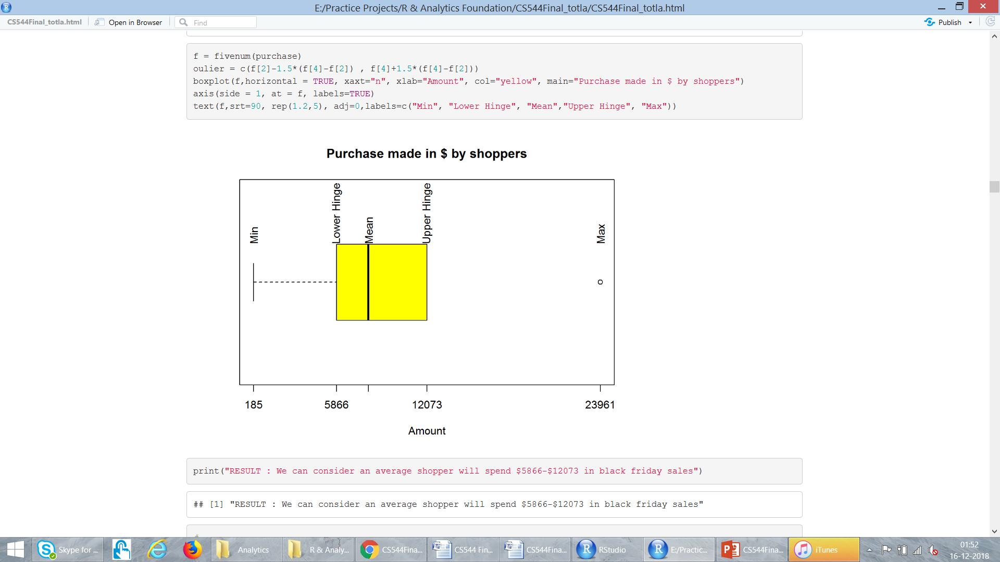 E:/Practice Projects/R & Analytics Foundation/CS544Final_totla/CS544Final_totla.html
CS544Final_totla.html
Open in Browser
Find
Publish
f = fivenum(purchase)
oulier = c(f[2]-1.5*(f[4]-f[2]) , f[4]+1.5*(f[4]-f[2]))
boxplot(f,horizontal = TRUE, xaxt="n", xlab="Amount", col="yellow", main="Purchase made in $ by shoppers")
axis(side = 1, at = f, labels=TRUE)
text(f,srt=90, rep(1.2,5), adj=0,labels=c("Min", "Lower Hinge", "Mean","Upper Hinge", "Max"))
Purchase made in $ by shoppers
Min
Lower Hinge
Mean
Upper Hinge
Max
185
5866
12073
23961
Amount
print("RESULT : We can consider an average shopper will spend $5866-$12073 in black friday sales")
## [1] "RESULT : We can consider an average shopper will spend $5866-$12073 in black friday sales"
Skype for ...
Analytics
R & Analy...
CS544Fina...
CS544 Fin...
CS544Fina...
RStudio
E:/Practic...
CS544Fina...
iTunes
01:52
16-12-2018